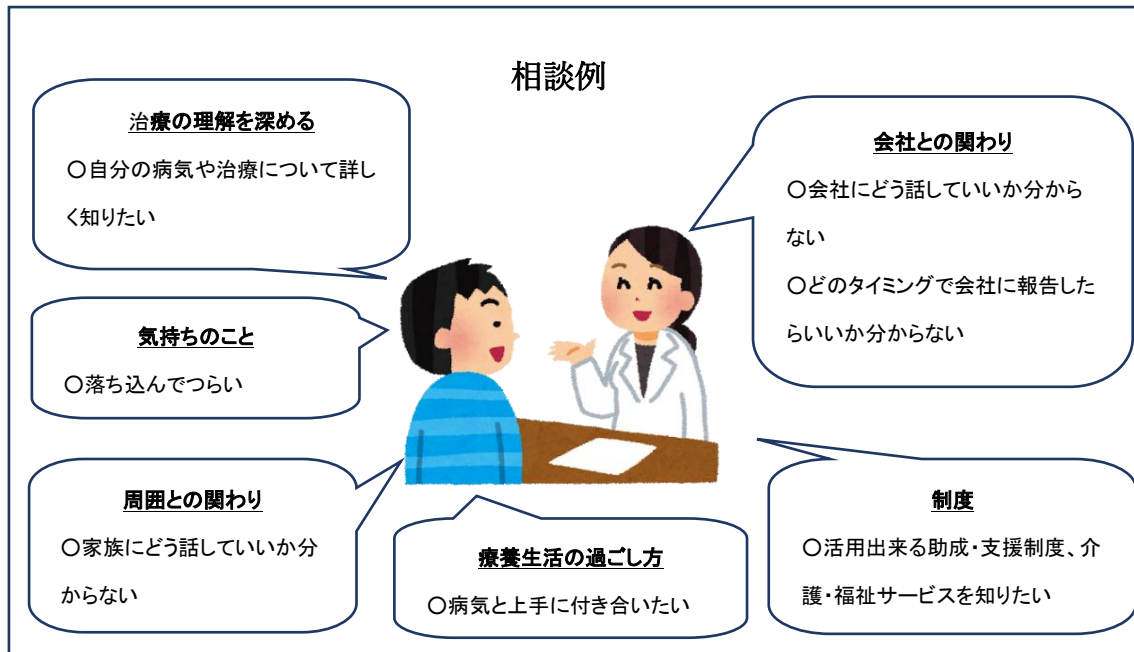 相談例
治療の理解を深める
○自分の病気や治療について詳し
く知りたい
会社との関わり
○会社にどう話していいか分から
ない
○どのタイミングで会社に報告した
らいいか分からない
気持ちのこと
○落ち込んでつらい
周囲との関わり
○家族にどう話していいか分
からない
療養生活の過ごし方
○病気と上手に付き合いたい
制度
○活用出来る助成・支援制度、介
護・福祉サービスを知りたい